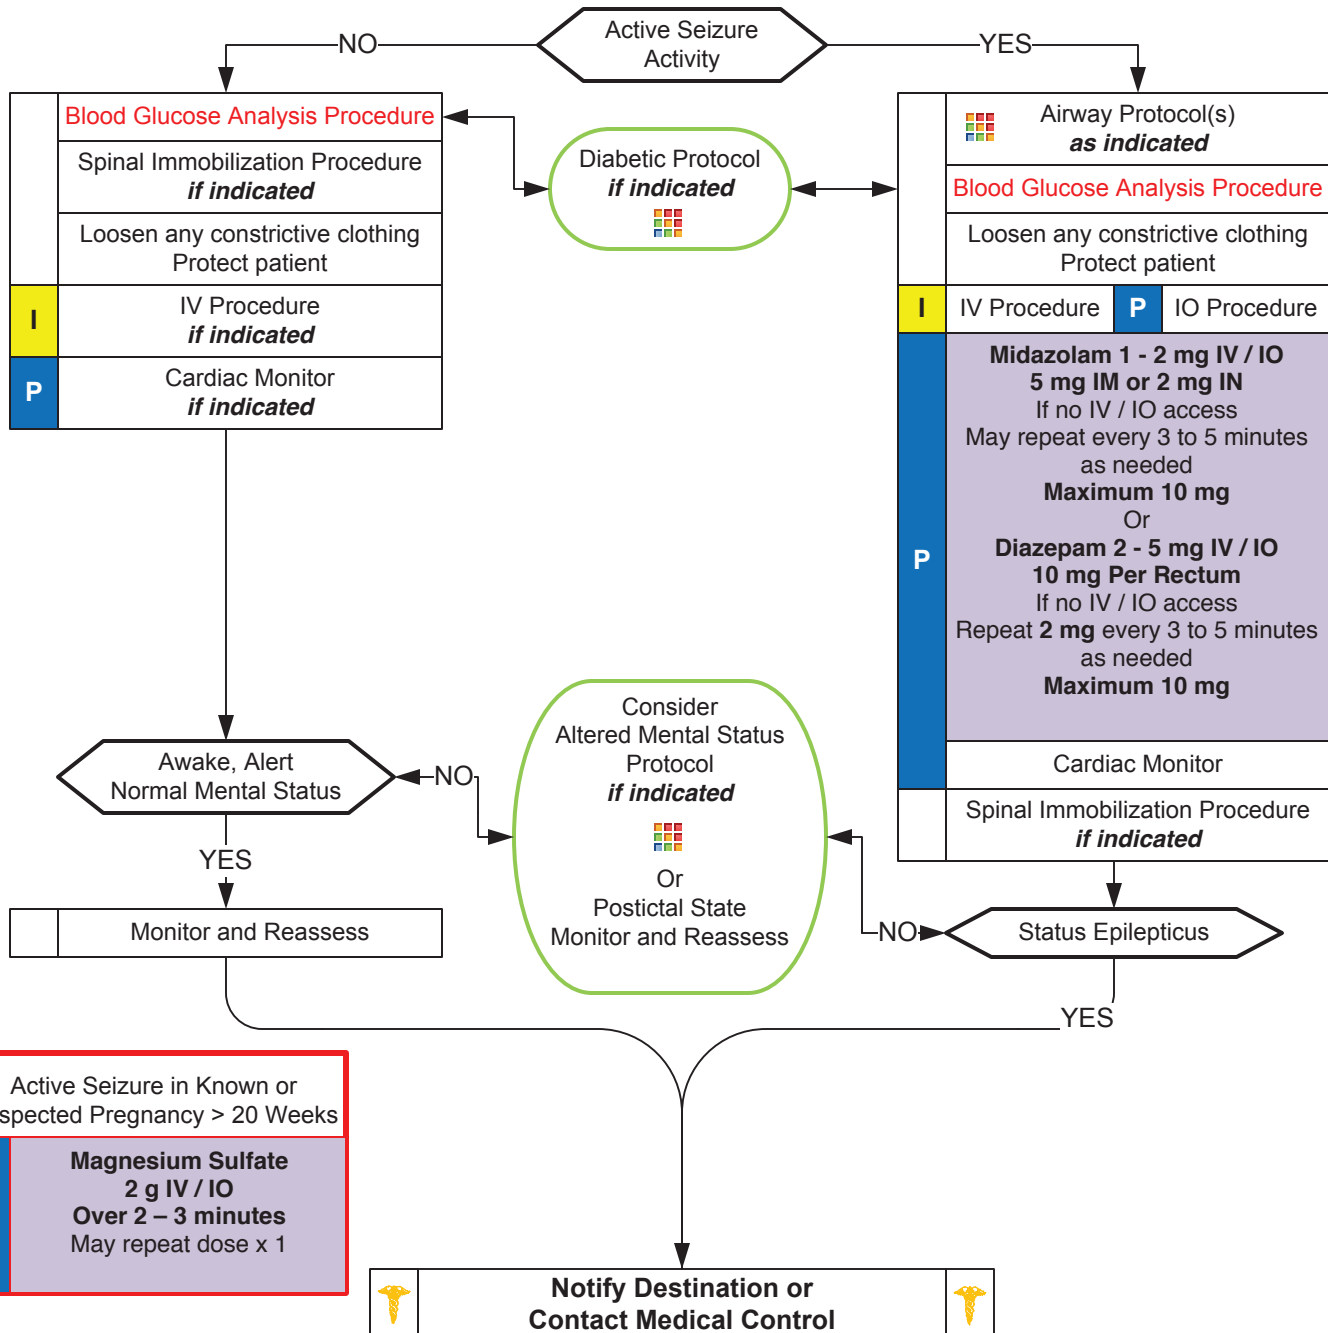 Active Seizure
Activity
NO
YES
Blood Glucose Analysis Procedure
Spinal Immobilization Procedure
if indicated
Loosen any constrictive clothing
Protect patient
I
IV Procedure
if indicated
P
Cardiac Monitor
if indicated
Diabetic Protocol
if indicated
Airway Protocol(s)
as indicated
Blood Glucose Analysis Procedure
Loosen any constrictive clothing
Protect patient
I
IV Procedure
P
IO Procedure
P
Midazolam 1 - 2 mg IV / IO
5 mg IM or 2 mg IN
If no IV / IO access
May repeat every 3 to 5 minutes
as needed
Maximum 10 mg
Or
Diazepam 2 - 5 mg IV / IO
10 mg Per Rectum
If no IV / IO access
Repeat 2 mg every 3 to 5 minutes
as needed
Maximum 10 mg
Cardiac Monitor
Spinal Immobilization Procedure
if indicated
Awake, Alert
Normal Mental Status
NO
YES
Monitor and Reassess
Consider
Altered Mental Status
Protocol
if indicated
Or
Postictal State
Monitor and Reassess
NO
Status Epilepticus
YES
Active Seizure in Known or
spected Pregnancy > 20 Weeks
Magnesium Sulfate
2 g IV / IO
Over 2 – 3 minutes
May repeat dose x 1
Notify Destination or
Contact Medical Control